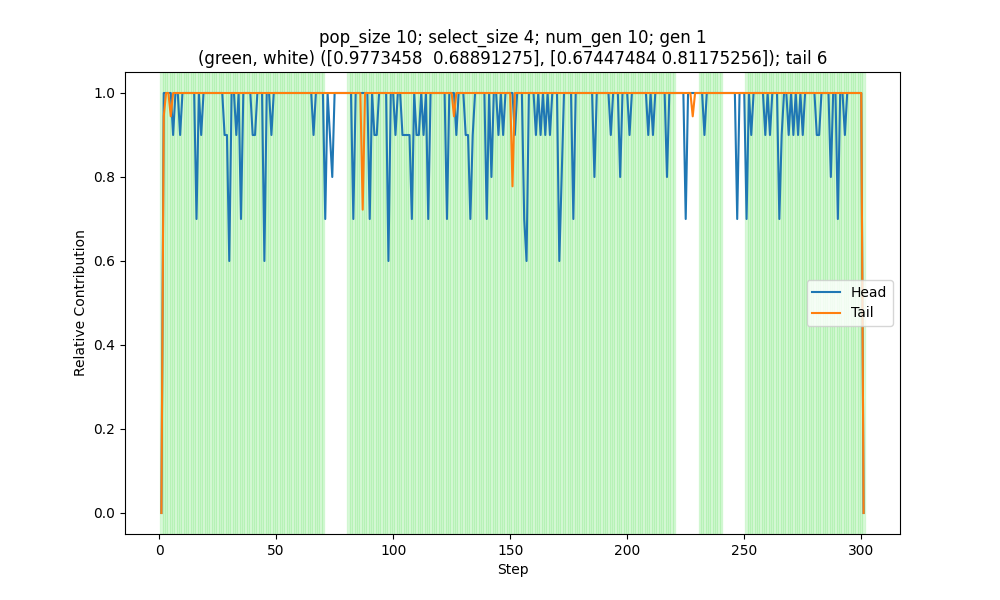 pop_size 10; select_size 4; num_gen 10; gen 1
(green, white) ([0.9773458  0.68891275], [0.67447484 0.81175256]); tail 6
1.0
0.8
0.6
0.4
0.2
0.0
Relative Contribution
Head
Tail
0 50 100 150 200 250 300
Step